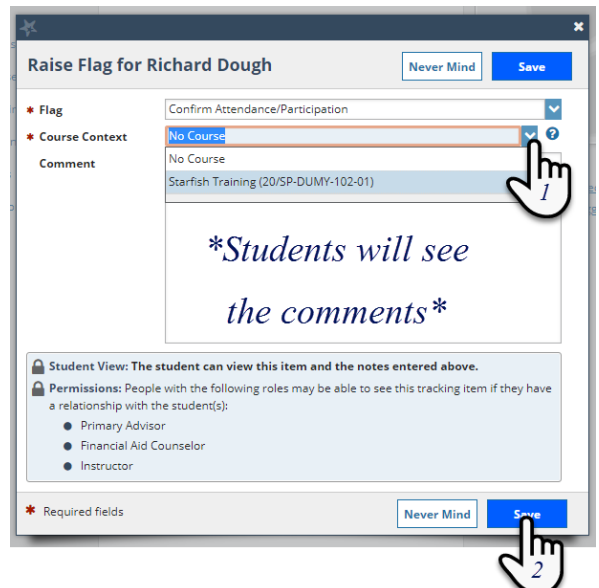 Raise Flag for Richard Dough
Never Mind
Save
* Flag
Confirm Attendance/Participation
* Course Context
No Course
?
Comment
No Course
Starfish Training (20/SP-DUMY-102-01)
1
*Students will see
the comments*
Student View: The student can view this item and the notes entered above.
Permissions: People with the following roles may be able to see this tracking item if they have
a relationship with the student(s):
Primary Advisor
Financial Aid Counselor
Instructor
* Required fields
Never Mind
Save
2